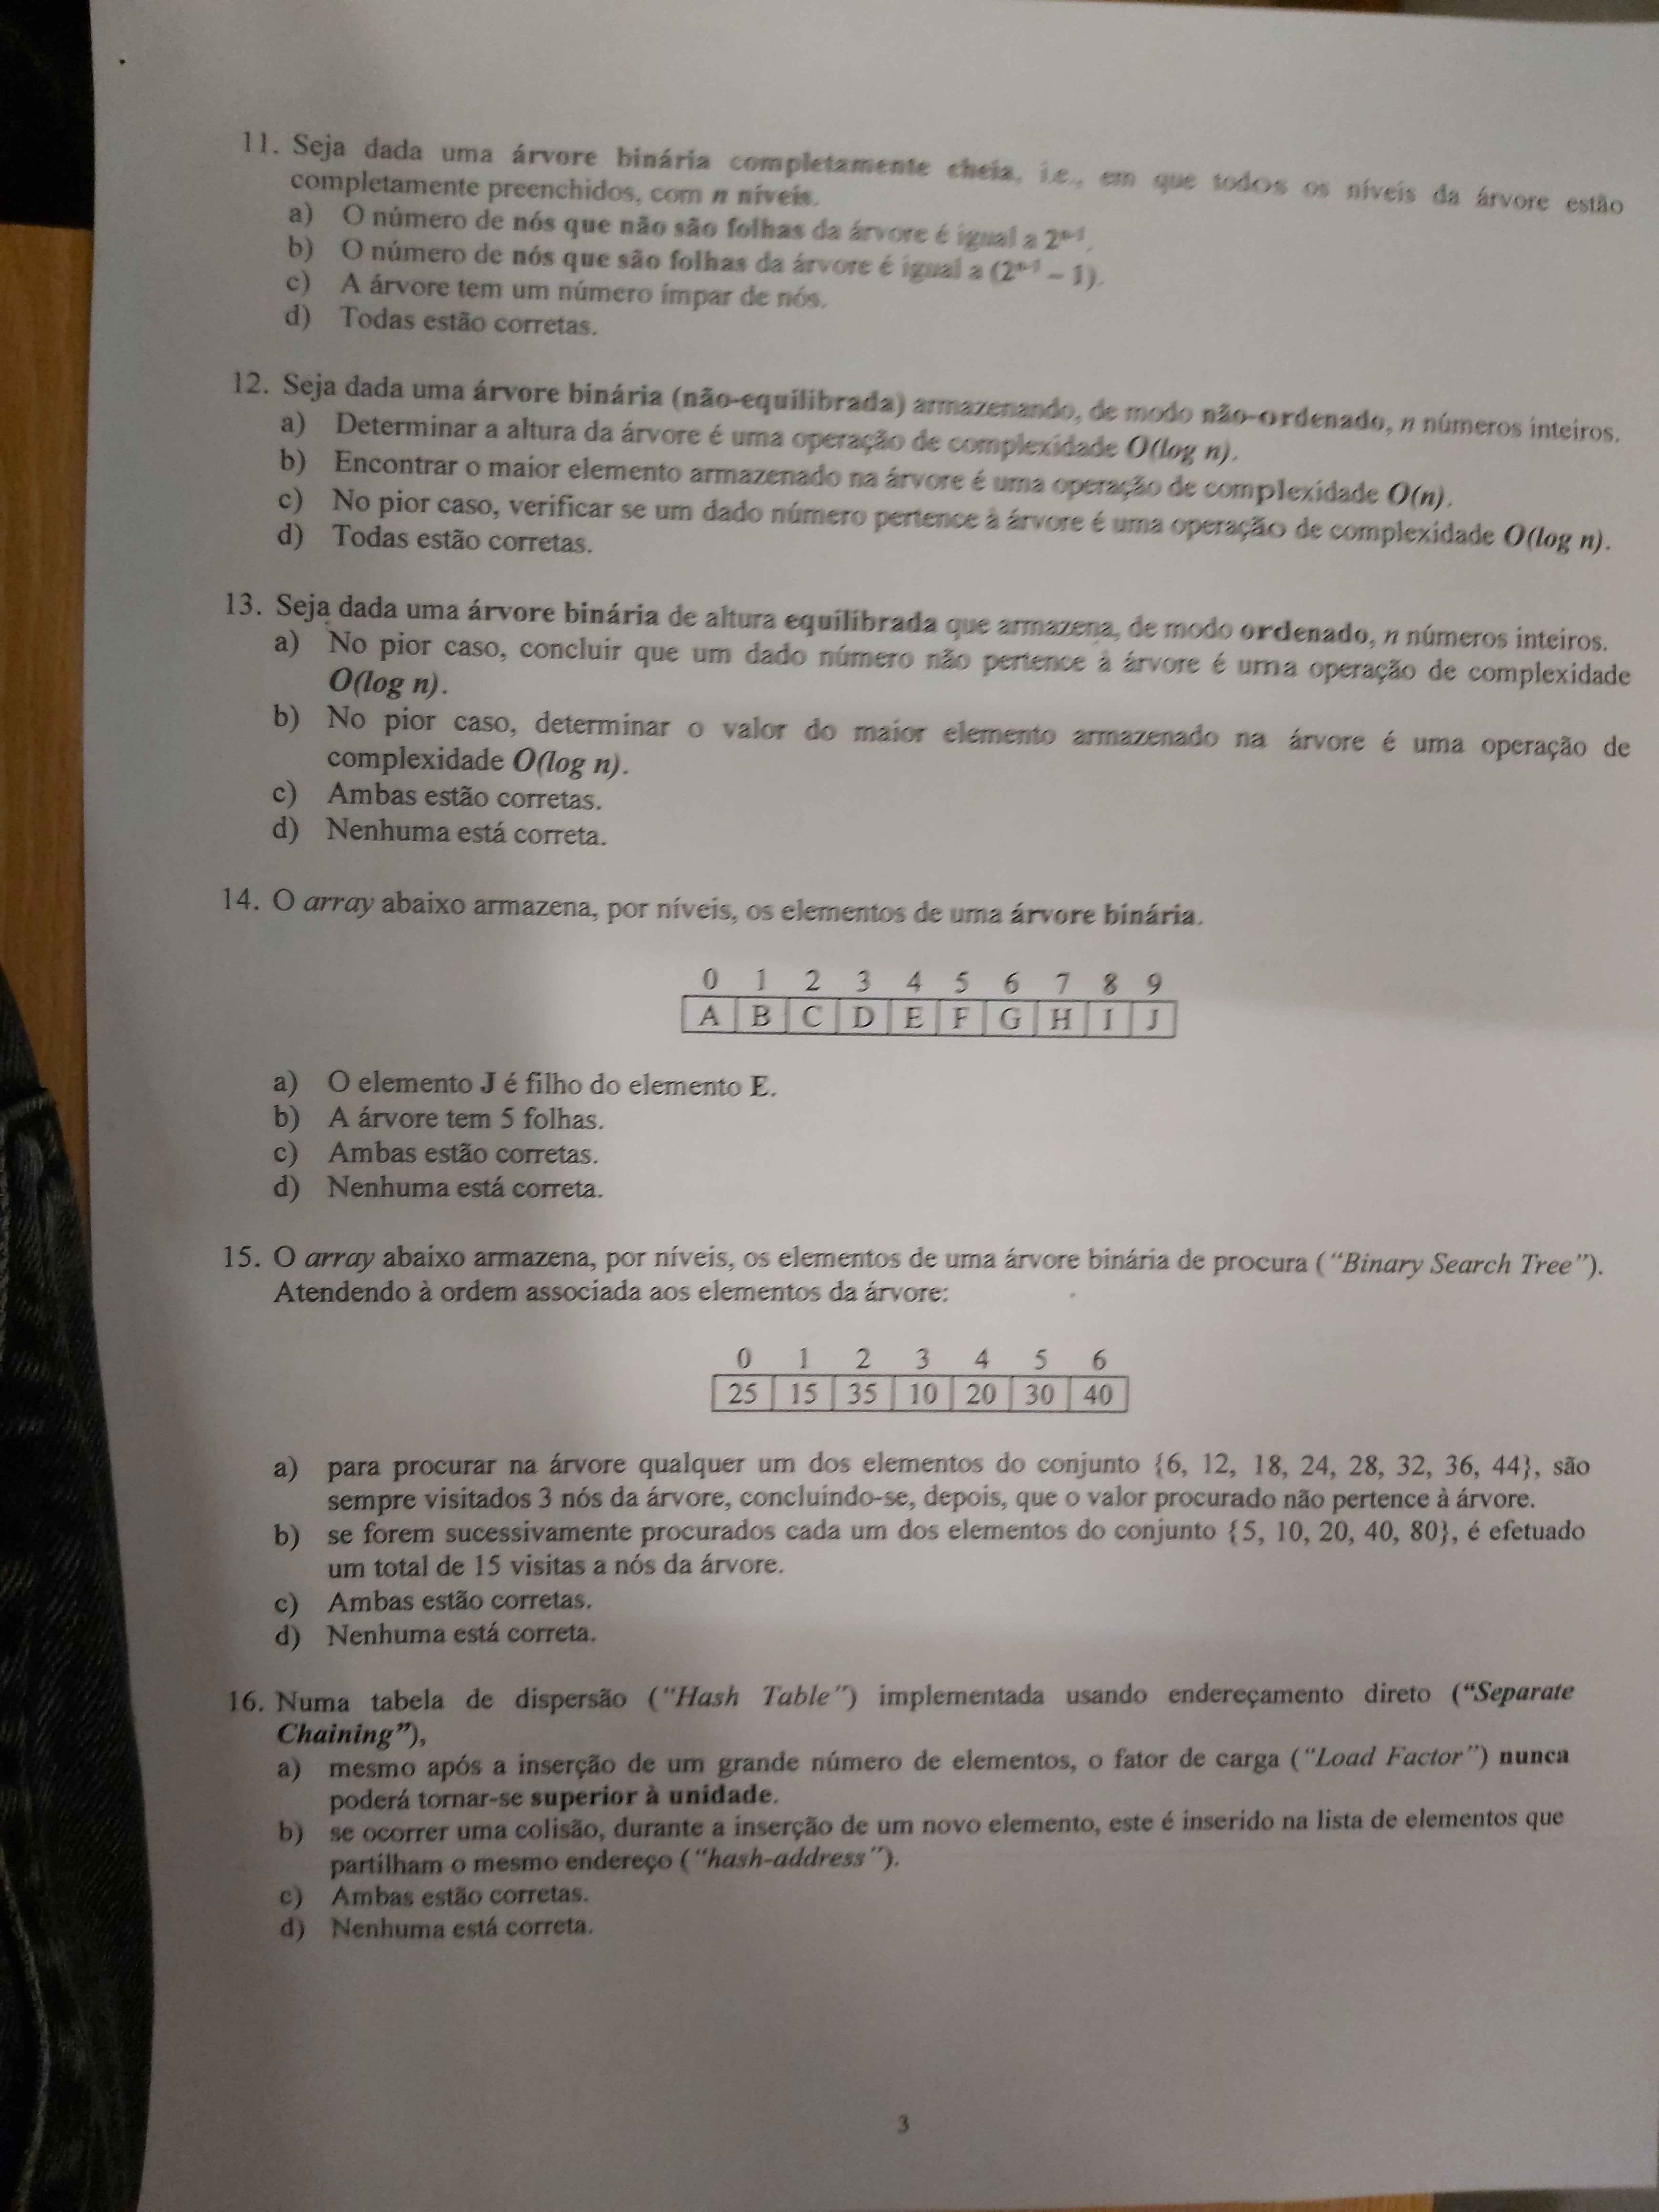 11. Seja dada uma árvore binária completamente cheia, i.e., em que todos os níveis da árvore estão
completamente preenchidos, com n níveis.
a) O número de nós que não são folhas da árvore é igual a 2ⁿ⁻¹.
b) O número de nós que são folhas da árvore é igual a (2ⁿ⁻¹ – 1).
c) A árvore tem um número ímpar de nós.
d) Todas estão corretas.
12. Seja dada uma árvore binária (não-equilibrada) armazenando, de modo não-ordenado, n números inteiros.
a) Determinar a altura da árvore é uma operação de complexidade O(log n).
b) Encontrar o maior elemento armazenado na árvore é uma operação de complexidade O(n).
c) No pior caso, verificar se um dado número pertence à árvore é uma operação de complexidade O(log n).
d) Todas estão corretas.
13. Seja dada uma árvore binária de altura equilibrada que armazena, de modo ordenado, n números inteiros.
a) No pior caso, concluir que um dado número não pertence à árvore é uma operação de complexidade
O(log n).
b) No pior caso, determinar o valor do maior elemento armazenado na árvore é uma operação de
complexidade O(log n).
c) Ambas estão corretas.
d) Nenhuma está correta.
14. O array abaixo armazena, por níveis, os elementos de uma árvore binária.
0 1 2 3 4 5 6 7 8 9
A B C D E F G H I J
a) O elemento J é filho do elemento E.
b) A árvore tem 5 folhas.
c) Ambas estão corretas.
d) Nenhuma está correta.
15. O array abaixo armazena, por níveis, os elementos de uma árvore binária de procura (“Binary Search Tree”).
Atendendo à ordem associada aos elementos da árvore:
0 1 2 3 4 5 6
25 15 35 10 20 30 40
a) para procurar na árvore qualquer um dos elementos do conjunto {6, 12, 18, 24, 28, 32, 36, 44}, são
sempre visitados 3 nós da árvore, concluindo-se, depois, que o valor procurado não pertence à árvore.
b) se forem sucessivamente procurados cada um dos elementos do conjunto {5, 10, 20, 40, 80}, é efetuado
um total de 15 visitas a nós da árvore.
c) Ambas estão corretas.
d) Nenhuma está correta.
16. Numa tabela de dispersão (“Hash Table”) implementada usando endereçamento direto (“Separate
Chaining”),
a) mesmo após a inserção de um grande número de elementos, o fator de carga (“Load Factor”) nunca
poderá tornar-se superior à unidade.
b) se ocorrer uma colisão, durante a inserção de um novo elemento, este é inserido na lista de elementos que
partilham o mesmo endereço (“hash-address”).
c) Ambas estão corretas.
d) Nenhuma está correta.
3